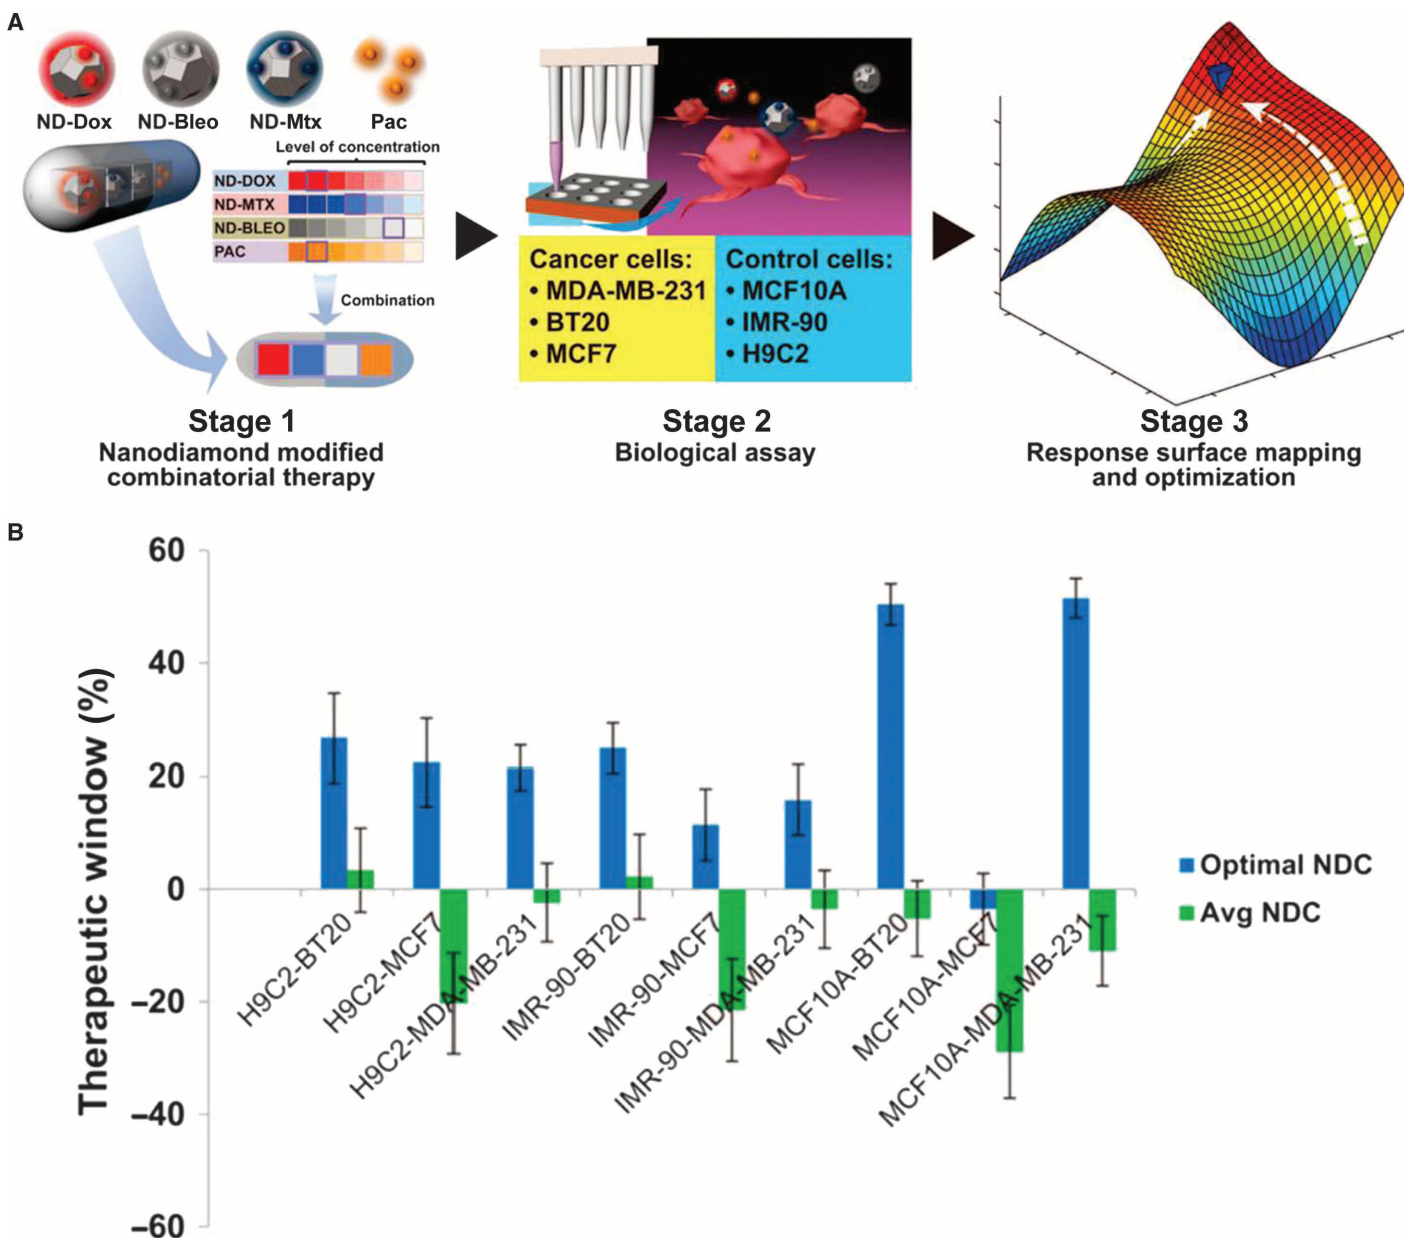 A
ND-Dox
ND-Bleo
ND-Mtx
Pac
Level of concentration
ND-DOX
ND-MTX
ND-BLEO
PAC
Combination
Stage 1
Nanodiamond modified
combinatorial therapy
Cancer cells:
• MDA-MB-231
• BT20
• MCF7
Control cells:
• MCF10A
• IMR-90
• H9C2
Stage 2
Biological assay
Stage 3
Response surface mapping
and optimization
B
Therapeutic window (%)
60
40
20
0
–20
–40
–60
H9C2-BT20
H9C2-MCF7
H9C2-MDA-MB-231
IMR-90-BT20
IMR-90-MCF7
IMR-90-MDA-MB-231
MCF10A-BT20
MCF10A-MCF7
MCF10A-MDA-MB-231
Optimal NDC
Avg NDC